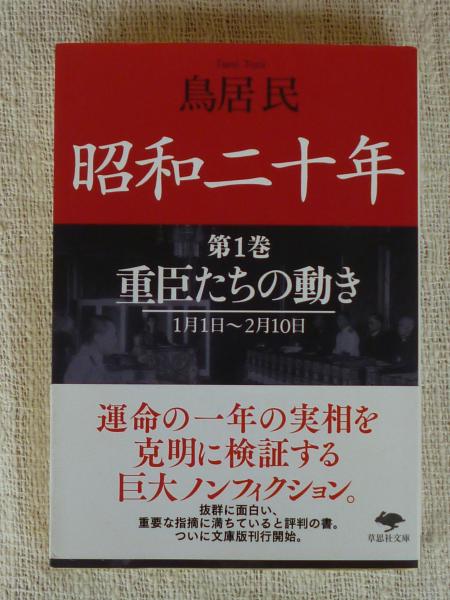 Tami Torii
鳥居民
昭和二十年
第1巻
重臣たちの動き
1月1日～2月10日
運命の一年の実相を
克明に検証する
巨大ノンフィクション。
抜群に面白い、
重要な指摘に満ちていると評判の書。
ついに文庫版刊行開始。
草思社文庫